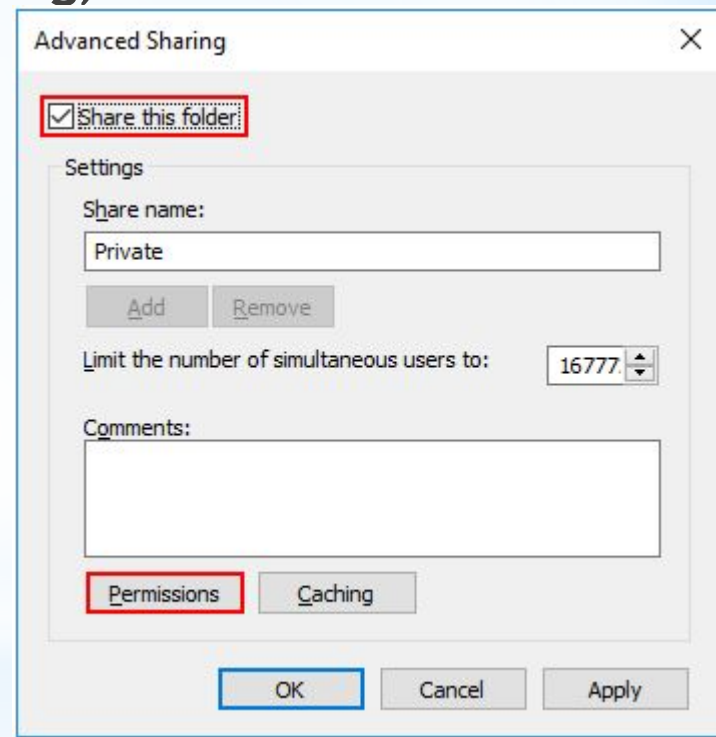 Advanced Sharing
Share this folder
Settings
Share name:
Private
Add Remove
Limit the number of simultaneous users to: 16777
Comments:
Permissions Caching
OK Cancel Apply